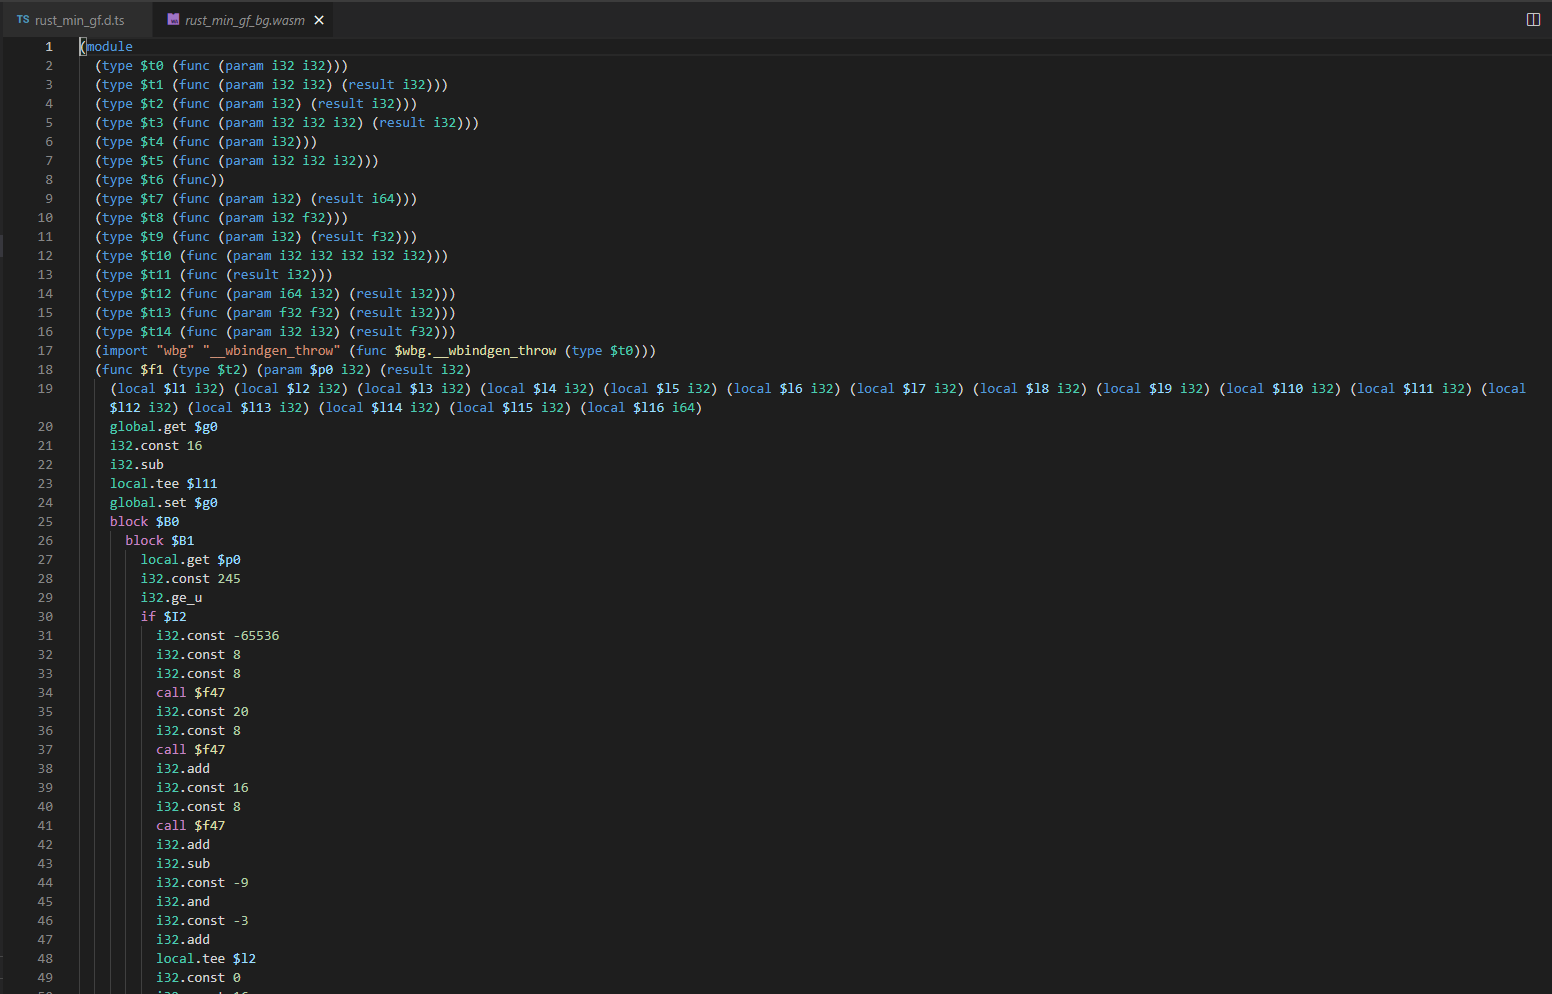 TS rust_min_gf.d.ts rust_min_gf_bg.wasm
1 (module
2 (type $t0 (func (param i32 i32)))
3 (type $t1 (func (param i32 i32) (result i32)))
4 (type $t2 (func (param i32) (result i32)))
5 (type $t3 (func (param i32 i32 i32) (result i32)))
6 (type $t4 (func (param i32)))
7 (type $t5 (func (param i32 i32 i32)))
8 (type $t6 (func))
9 (type $t7 (func (param i32) (result i64)))
10 (type $t8 (func (param i32 f32)))
11 (type $t9 (func (param i32) (result f32)))
12 (type $t10 (func (param i32 i32 i32 i32 i32)))
13 (type $t11 (func (result i32)))
14 (type $t12 (func (param i64 i32) (result i32)))
15 (type $t13 (func (param f32 f32) (result i32)))
16 (type $t14 (func (param i32 i32) (result f32)))
17 (import "wbg" "__wbindgen_throw" (func $wbg.__wbindgen_throw (type $t0)))
18 (func $f1 (type $t2) (param $p0 i32) (result i32)
19 (local $l1 i32) (local $l2 i32) (local $l3 i32) (local $l4 i32) (local $l5 i32) (local $l6 i32) (local $l7 i32) (local $l8 i32) (local $l9 i32) (local $l10 i32) (local $l11 i32) (local
$l12 i32) (local $l13 i32) (local $l14 i32) (local $l15 i32) (local $l16 i64)
20 global.get $g0
21 i32.const 16
22 i32.sub
23 local.tee $l11
24 global.set $g0
25 block $B0
26 block $B1
27 local.get $p0
28 i32.const 245
29 i32.ge_u
30 if $I2
31 i32.const -65536
32 i32.const 8
33 i32.const 8
34 call $f47
35 i32.const 20
36 i32.const 8
37 call $f47
38 i32.add
39 i32.const 16
40 i32.const 8
41 call $f47
42 i32.add
43 i32.sub
44 i32.const -9
45 i32.and
46 i32.const -3
47 i32.add
48 local.tee $l2
49 i32.const 0